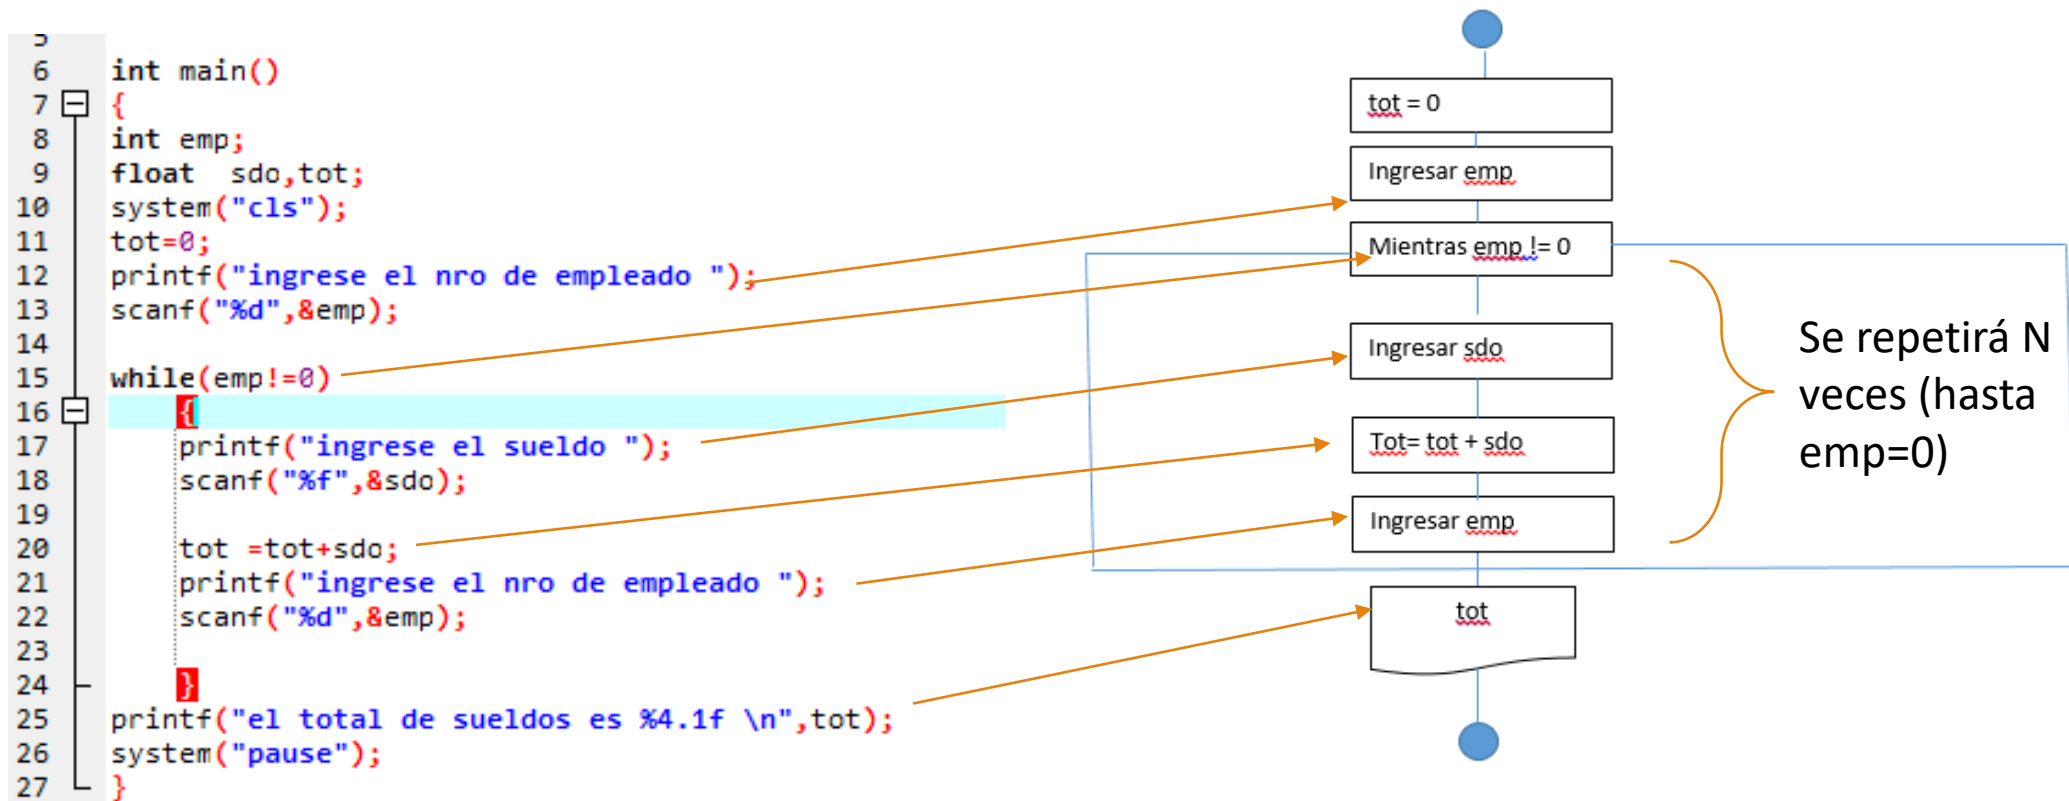 5
6 int main()
7 {
8 int emp;
9 float sdo,tot;
10 system("cls");
11 tot=0;
12 printf("ingrese el nro de empleado ");
13 scanf("%d",&emp);
14
15 while(emp!=0)
16 {
17 printf("ingrese el sueldo ");
18 scanf("%f",&sdo);
19
20 tot =tot+sdo;
21 printf("ingrese el nro de empleado ");
22 scanf("%d",&emp);
23
24 }
25 printf("el total de sueldos es %4.1f \n",tot);
26 system("pause");
27 }
tot = 0
Ingresar emp
Mientras emp != 0
Ingresar sdo
Tot= tot + sdo
Ingresar emp
tot
Se repetirá N
veces (hasta
emp=0)